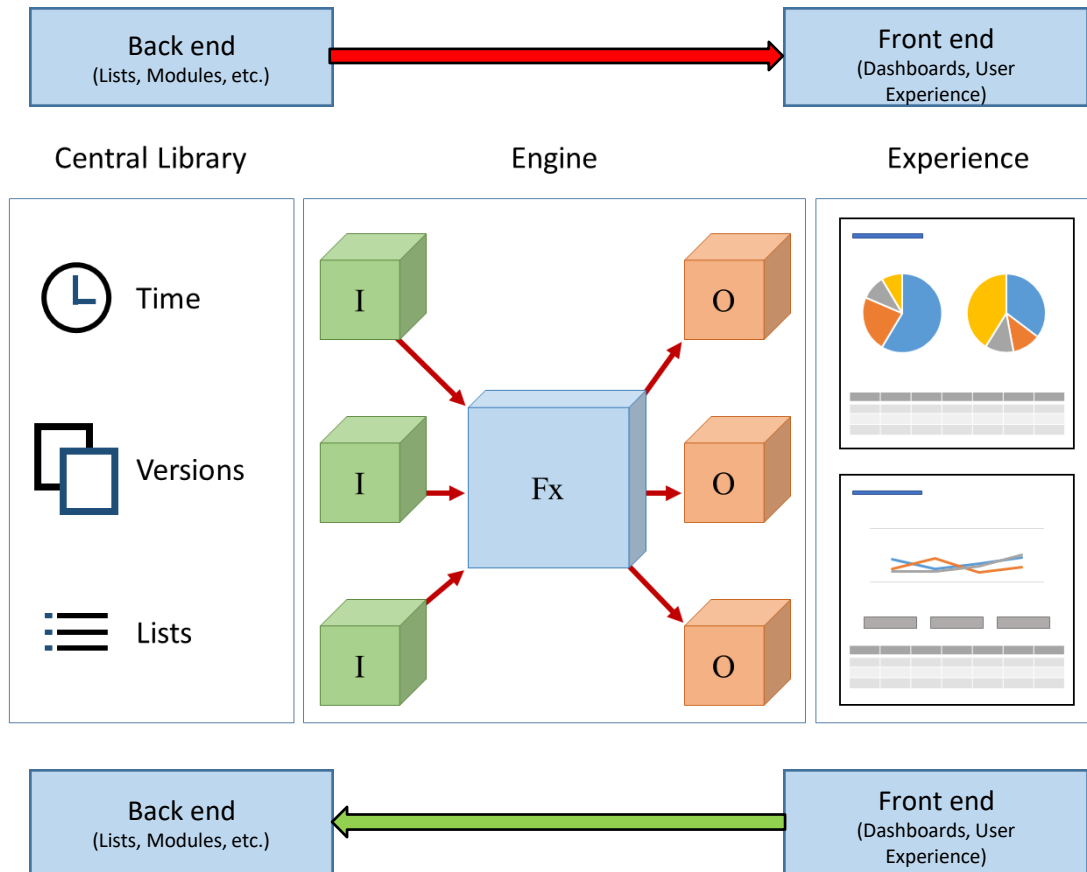 Back end
(Lists, Modules, etc.)
Front end
(Dashboards, User
Experience)
Central Library
Engine
Experience
Time
Versions
Lists
I
O
I
Fx
O
I
O
Back end
(Lists, Modules, etc.)
Front end
(Dashboards, User
Experience)